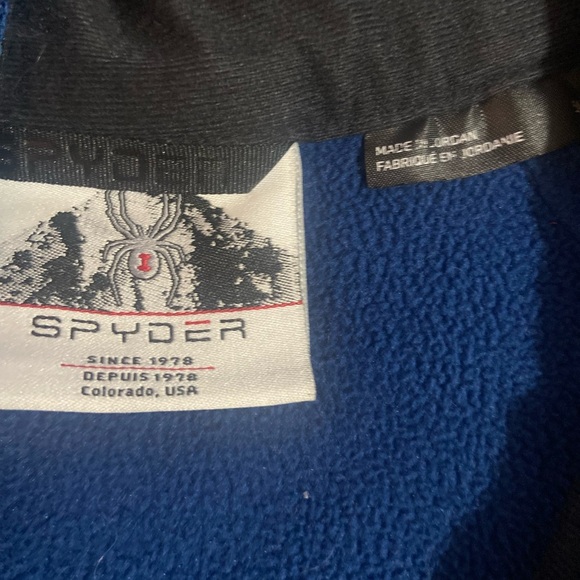 SPYDER
MADE IN JORDAN
FABRIQUÉ EN JORDANIE
SPYDER
SINCE 1978
DEPUIS 1978
Colorado, USA